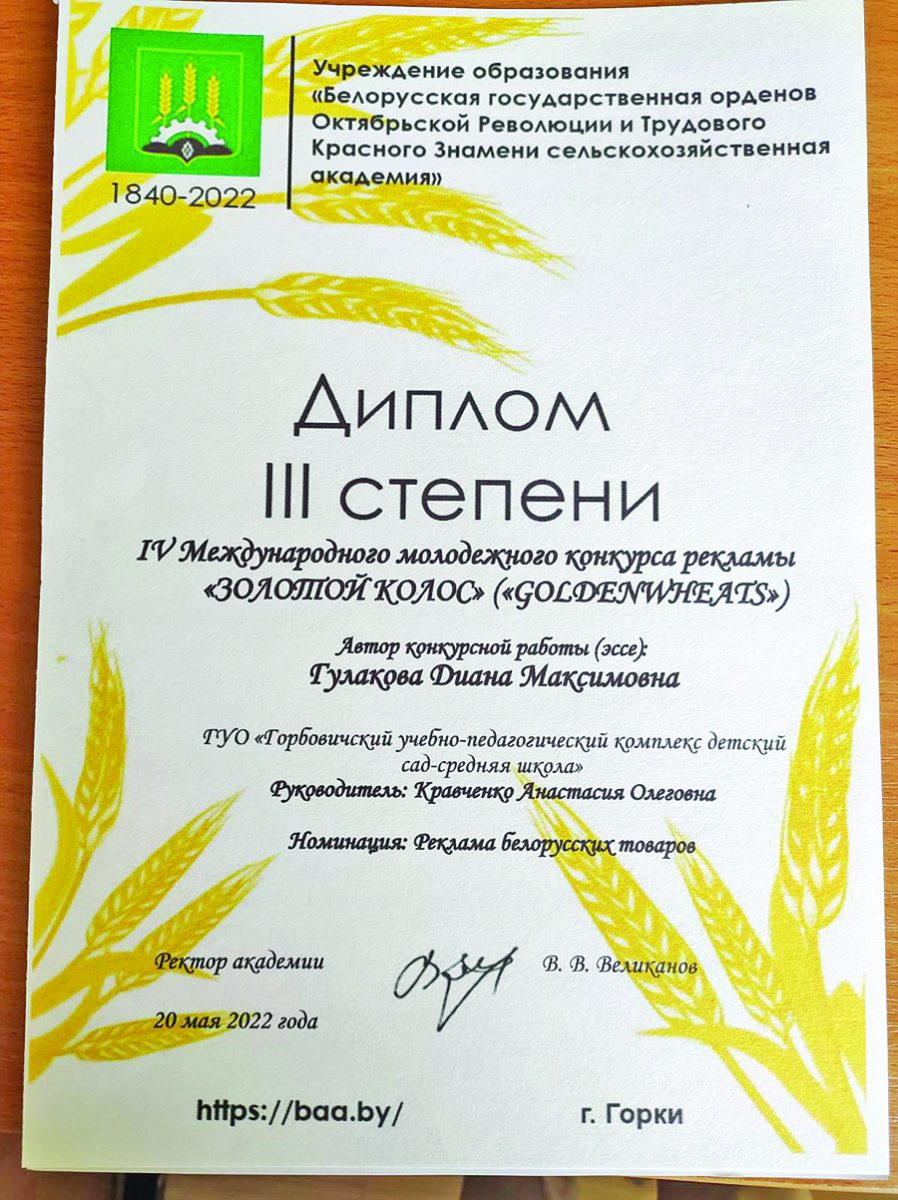 Учреждение образования
«Белорусская государственная орденов
Октябрьской Революции и Трудового
Красного Знамени сельскохозяйственная
академия»
1840-2022
Диплом
III степени
IV Международного молодежного конкурса рекламы
«ЗОЛОТОЙ КОЛОС» («GOLDENWHEATS»)
Автор конкурсной работы (эссе):
Гулакова Диана Максимовна
ГУО «Горбовичский учебно-педагогический комплекс детский
сад-средняя школа»
Руководитель: Кравченко Анастасия Олеговна
Номинация: Реклама белорусских товаров
Ректор академии
В. В. Великанов
20 мая 2022 года
https://baa.by/
г. Горки